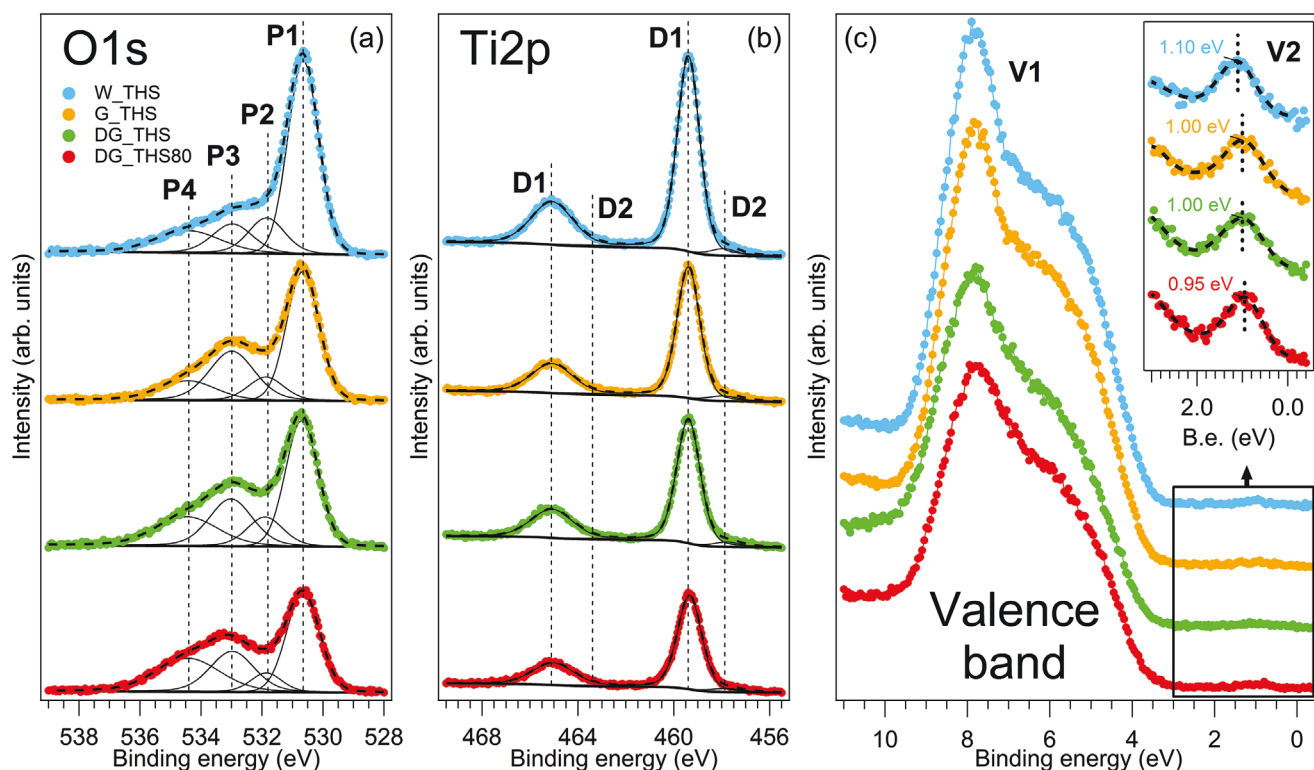 O1s
(a)
P1
P2
P3
P4
W_THS
G_THS
DG_THS
DG_THS80
Intensity (arb. units)
538 536 534 532 530 528
Binding energy (eV)
Ti2p
(b)
D1
D1
D2
D2
Intensity (arb. units)
468 464 460 456
Binding energy (eV)
(c)
V1
V2
1.10 eV
1.00 eV
1.00 eV
0.95 eV
2.0 0.0
B.e. (eV)
Valence
band
Intensity (arb. units)
10 8 6 4 2 0
Binding energy (eV)